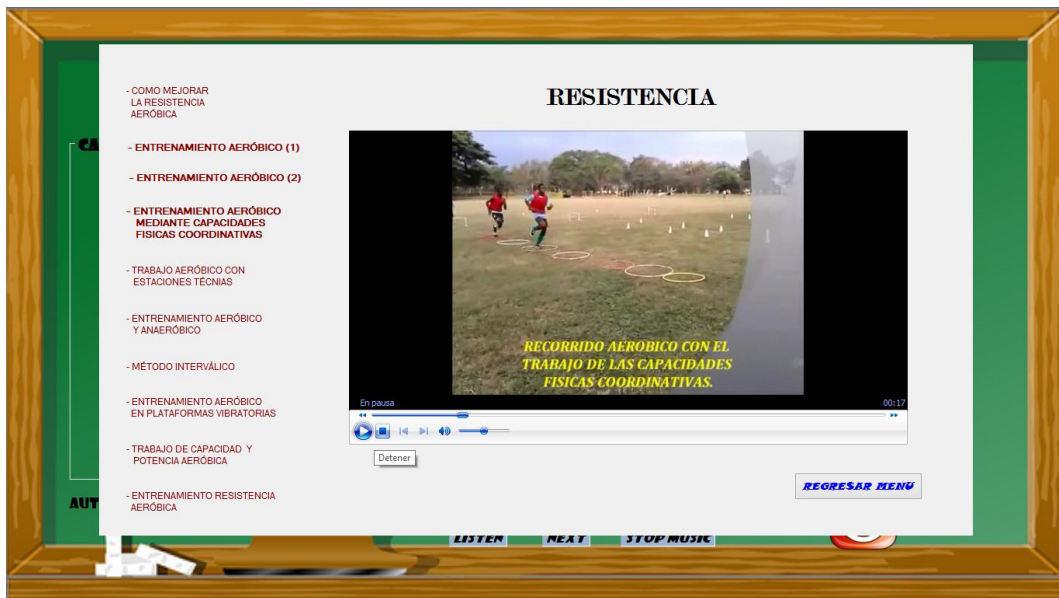 RESISTENCIA
- COMO MEJORAR
LA RESISTENCIA
AERÓBICA
- ENTRENAMIENTO AERÓBICO (1)
- ENTRENAMIENTO AERÓBICO (2)
- ENTRENAMIENTO AERÓBICO
MEDIANTE CAPACIDADES
FISICAS COORDINATIVAS
- TRABAJO AERÓBICO CON
ESTACIONES TÉCNIAS
- ENTRENAMIENTO AERÓBICO
Y ANAERÓBICO
- MÉTODO INTERVÁLICO
- ENTRENAMIENTO AERÓBICO
EN PLATAFORMAS VIBRATORIAS
- TRABAJO DE CAPACIDAD Y
POTENCIA AERÓBICA
- ENTRENAMIENTO RESISTENCIA
AERÓBICA
RECORRIDO AEROBICO CON EL
TRABAJO DE LAS CAPACIDADES
FISICAS COORDINATIVAS.
En pausa
00:17
Detener
REGRESAR MENU
CA
AUT
LISTEN
NEXT
STOP MUSIC